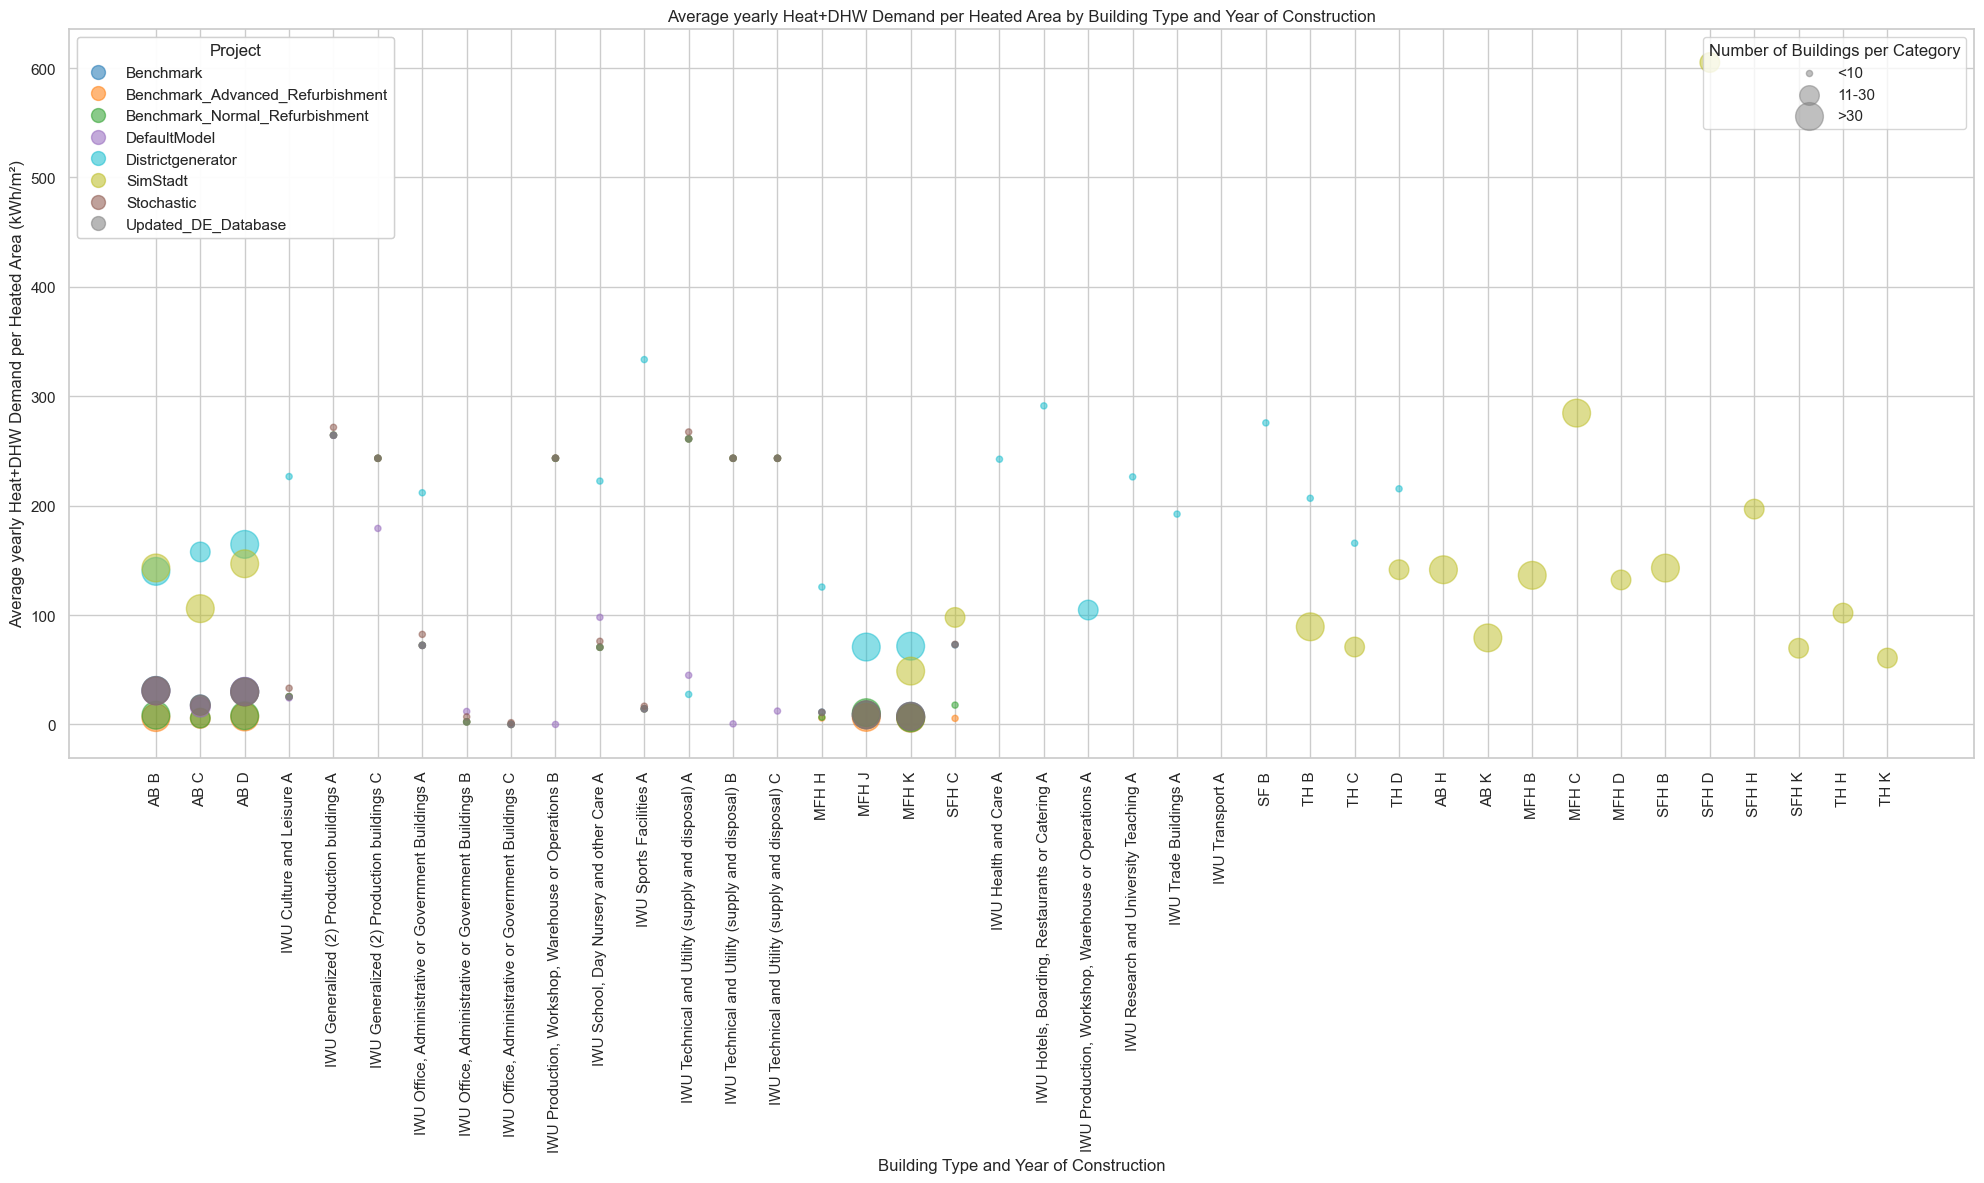 Average yearly Heat+DHW Demand per Heated Area by Building Type and Year of Construction
Project
Benchmark
Benchmark_Advanced_Refurbishment
Benchmark_Normal_Refurbishment
DefaultModel
Districtgenerator
SimStadt
Stochastic
Updated_DE_Database
Number of Buildings per Category
<10
11-30
>30
Average yearly Heat+DHW Demand per Heated Area (kWh/m²)
600
500
400
300
200
100
0
AB B
AB C
AB D
IWU Culture and Leisure A
IWU Generalized (2) Production buildings A
IWU Generalized (2) Production buildings C
IWU Office, Administrative or Government Buildings A
IWU Office, Administrative or Government Buildings B
IWU Office, Administrative or Government Buildings C
IWU Production, Workshop, Warehouse or Operations B
IWU School, Day Nursery and other Care A
IWU Sports Facilities A
IWU Technical and Utility (supply and disposal) A
IWU Technical and Utility (supply and disposal) B
IWU Technical and Utility (supply and disposal) C
MFH H
MFH J
MFH K
SFH C
IWU Health and Care A
IWU Hotels, Boarding, Restaurants or Catering A
IWU Production, Workshop, Warehouse or Operations A
IWU Research and University Teaching A
IWU Trade Buildings A
IWU Transport A
SF B
TH B
TH C
TH D
AB H
AB K
MFH B
MFH C
MFH D
SFH B
SFH D
SFH H
SFH K
TH H
TH K
Building Type and Year of Construction